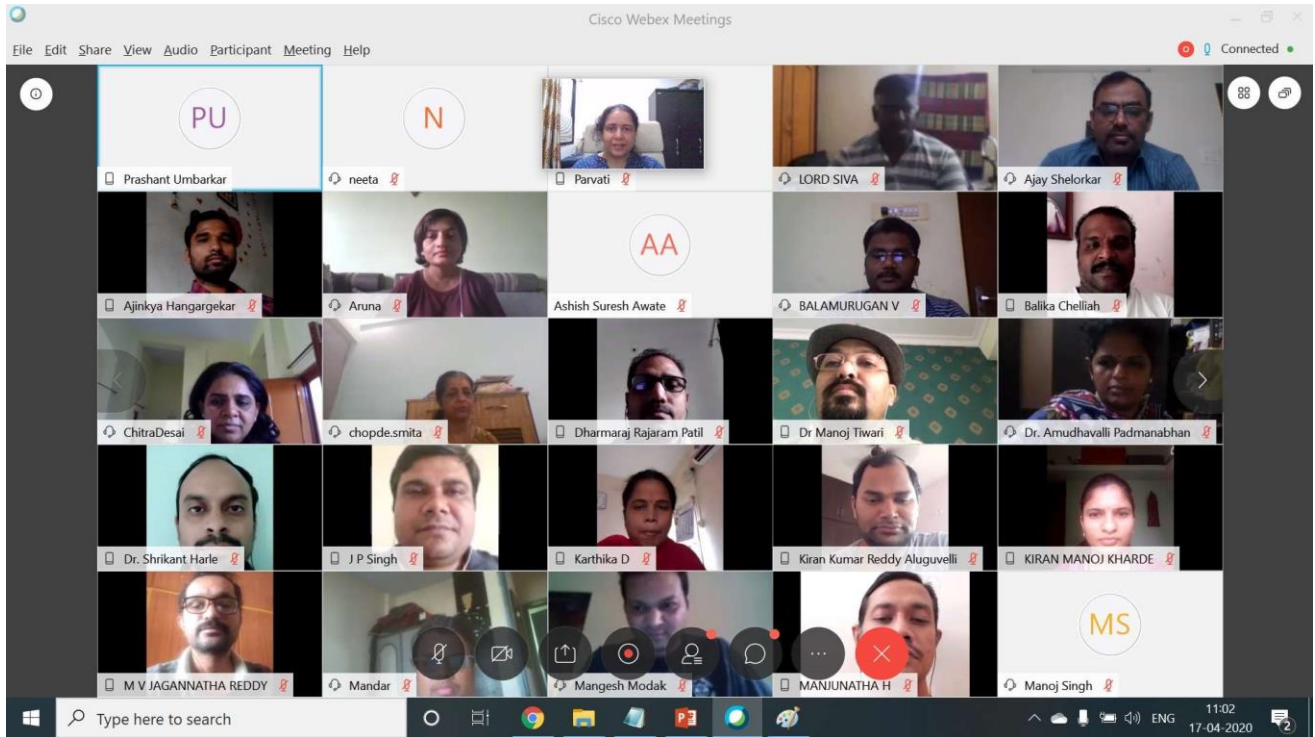 Cisco Webex Meetings
File Edit Share View Audio Participant Meeting Help
Connected
PU
N
Prashant Umbarkar
neeta
Parvati
LORD SIVA
Ajay Shelorkar
AA
Ajinkya Hangargekar
Aruna
Ashish Suresh Awate
BALAMURUGAN V
Balika Chelliah
ChitraDesai
chopde.smita
Dharmaraj Rajaram Patil
Dr Manoj Tiwari
Dr. Amudhavalli Padmanabhan
Dr. Shrikant Harle
J P Singh
Karthika D
Kiran Kumar Reddy Aluguvelli
KIRAN MANOJ KHARDE
MS
M V JAGANNATHA REDDY
Mandar
Mangesh Modak
MANJUNATHA H
Manoj Singh
Type here to search
ENG
11:02
17-04-2020
2